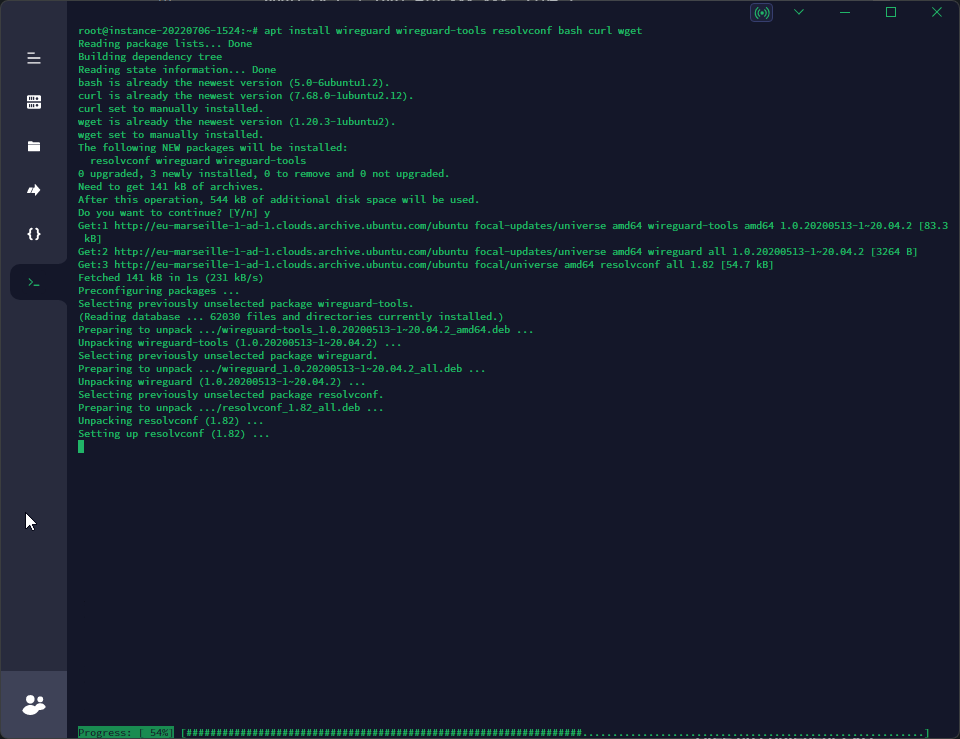 root@instance-20220706-1524:~# apt install wireguard wireguard-tools resolvconf bash curl wget
Reading package lists... Done
Building dependency tree
Reading state information... Done
bash is already the newest version (5.0-6ubuntu1.2).
curl is already the newest version (7.68.0-1ubuntu2.12).
curl set to manually installed.
wget is already the newest version (1.20.3-1ubuntu2).
wget set to manually installed.
The following NEW packages will be installed:
  resolvconf wireguard wireguard-tools
0 upgraded, 3 newly installed, 0 to remove and 0 not upgraded.
Need to get 141 kB of archives.
After this operation, 544 kB of additional disk space will be used.
Do you want to continue? [Y/n] y
Get:1 http://eu-marseille-1-ad-1.clouds.archive.ubuntu.com/ubuntu focal-updates/universe amd64 wireguard-tools amd64 1.0.20200513-1~20.04.2 [83.3
 kB]
Get:2 http://eu-marseille-1-ad-1.clouds.archive.ubuntu.com/ubuntu focal-updates/universe amd64 wireguard all 1.0.20200513-1~20.04.2 [3264 B]
Get:3 http://eu-marseille-1-ad-1.clouds.archive.ubuntu.com/ubuntu focal/universe amd64 resolvconf all 1.82 [54.7 kB]
Fetched 141 kB in 1s (231 kB/s)
Preconfiguring packages ...
Selecting previously unselected package wireguard-tools.
(Reading database ... 62030 files and directories currently installed.)
Preparing to unpack .../wireguard-tools_1.0.20200513-1~20.04.2_amd64.deb ...
Unpacking wireguard-tools (1.0.20200513-1~20.04.2) ...
Selecting previously unselected package wireguard.
Preparing to unpack .../wireguard_1.0.20200513-1~20.04.2_all.deb ...
Unpacking wireguard (1.0.20200513-1~20.04.2) ...
Selecting previously unselected package resolvconf.
Preparing to unpack .../resolvconf_1.82_all.deb ...
Unpacking resolvconf (1.82) ...
Setting up resolvconf (1.82) ...
Progress: [ 54%] [##################################################################.........................................................]